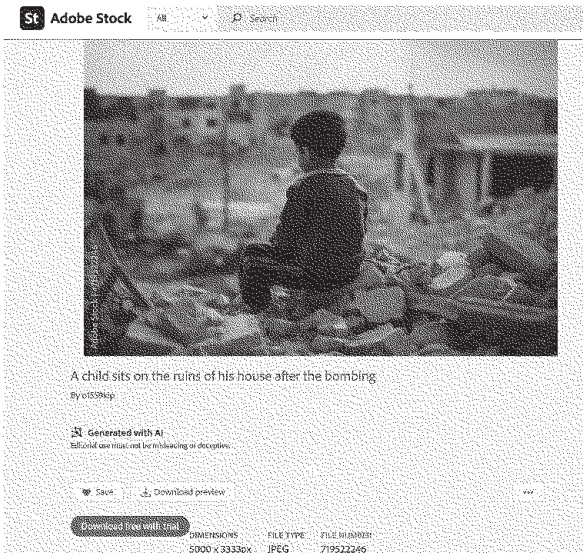 St Adobe Stock All Search
A child sits on the ruins of his house after the bombing
Generated with AI
Editorial use must not be misleading or deceptive.
Save Download preview ...
Download free with trial
DIMENSIONS FILE TYPE FILE NUMBER
5000 x 3333px JPEG 719522246